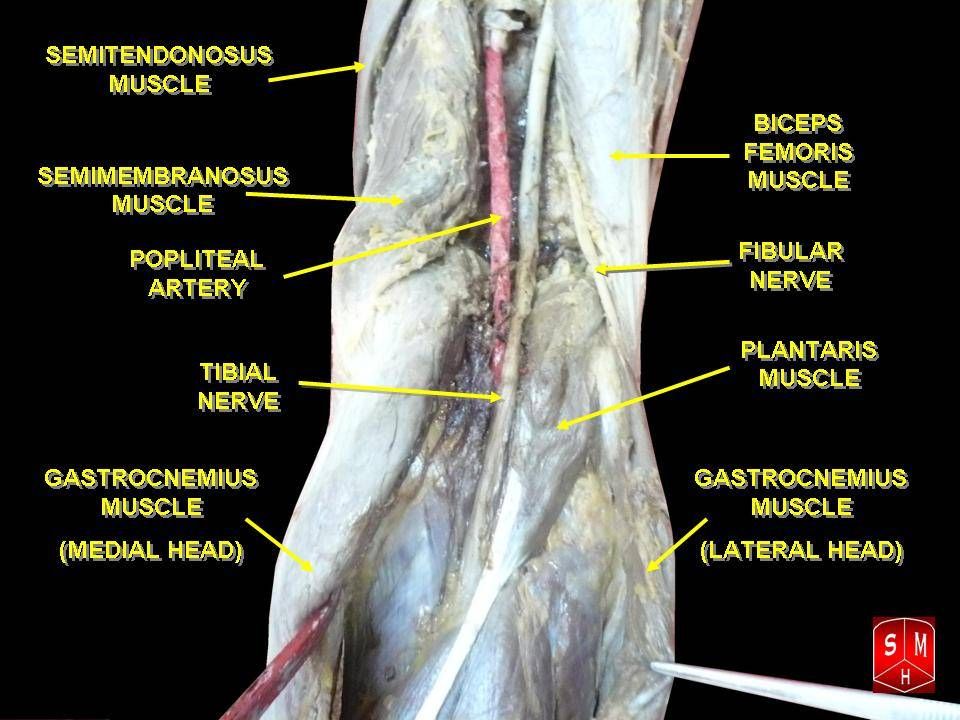 SEMITENDONOSUS
MUSCLE
SEMIMEMBRANOSUS
MUSCLE
POPLITEAL
ARTERY
TIBIAL
NERVE
GASTROCNEMIUS
MUSCLE
(MEDIAL HEAD)
BICEPS
FEMORIS
MUSCLE
FIBULAR
NERVE
PLANTARIS
MUSCLE
GASTROCNEMIUS
MUSCLE
(LATERAL HEAD)
S M
H